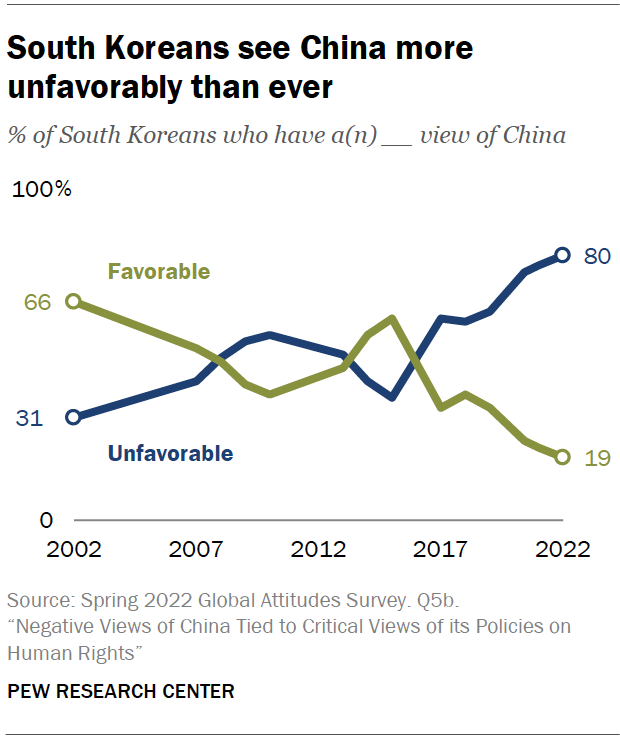 South Koreans see China more
unfavorably than ever
% of South Koreans who have a(n) __ view of China
100%
Favorable
66
80
31
Unfavorable
19
0
2002 2007 2012 2017 2022
Source: Spring 2022 Global Attitudes Survey. Q5b.
“Negative Views of China Tied to Critical Views of its Policies on
Human Rights”
PEW RESEARCH CENTER